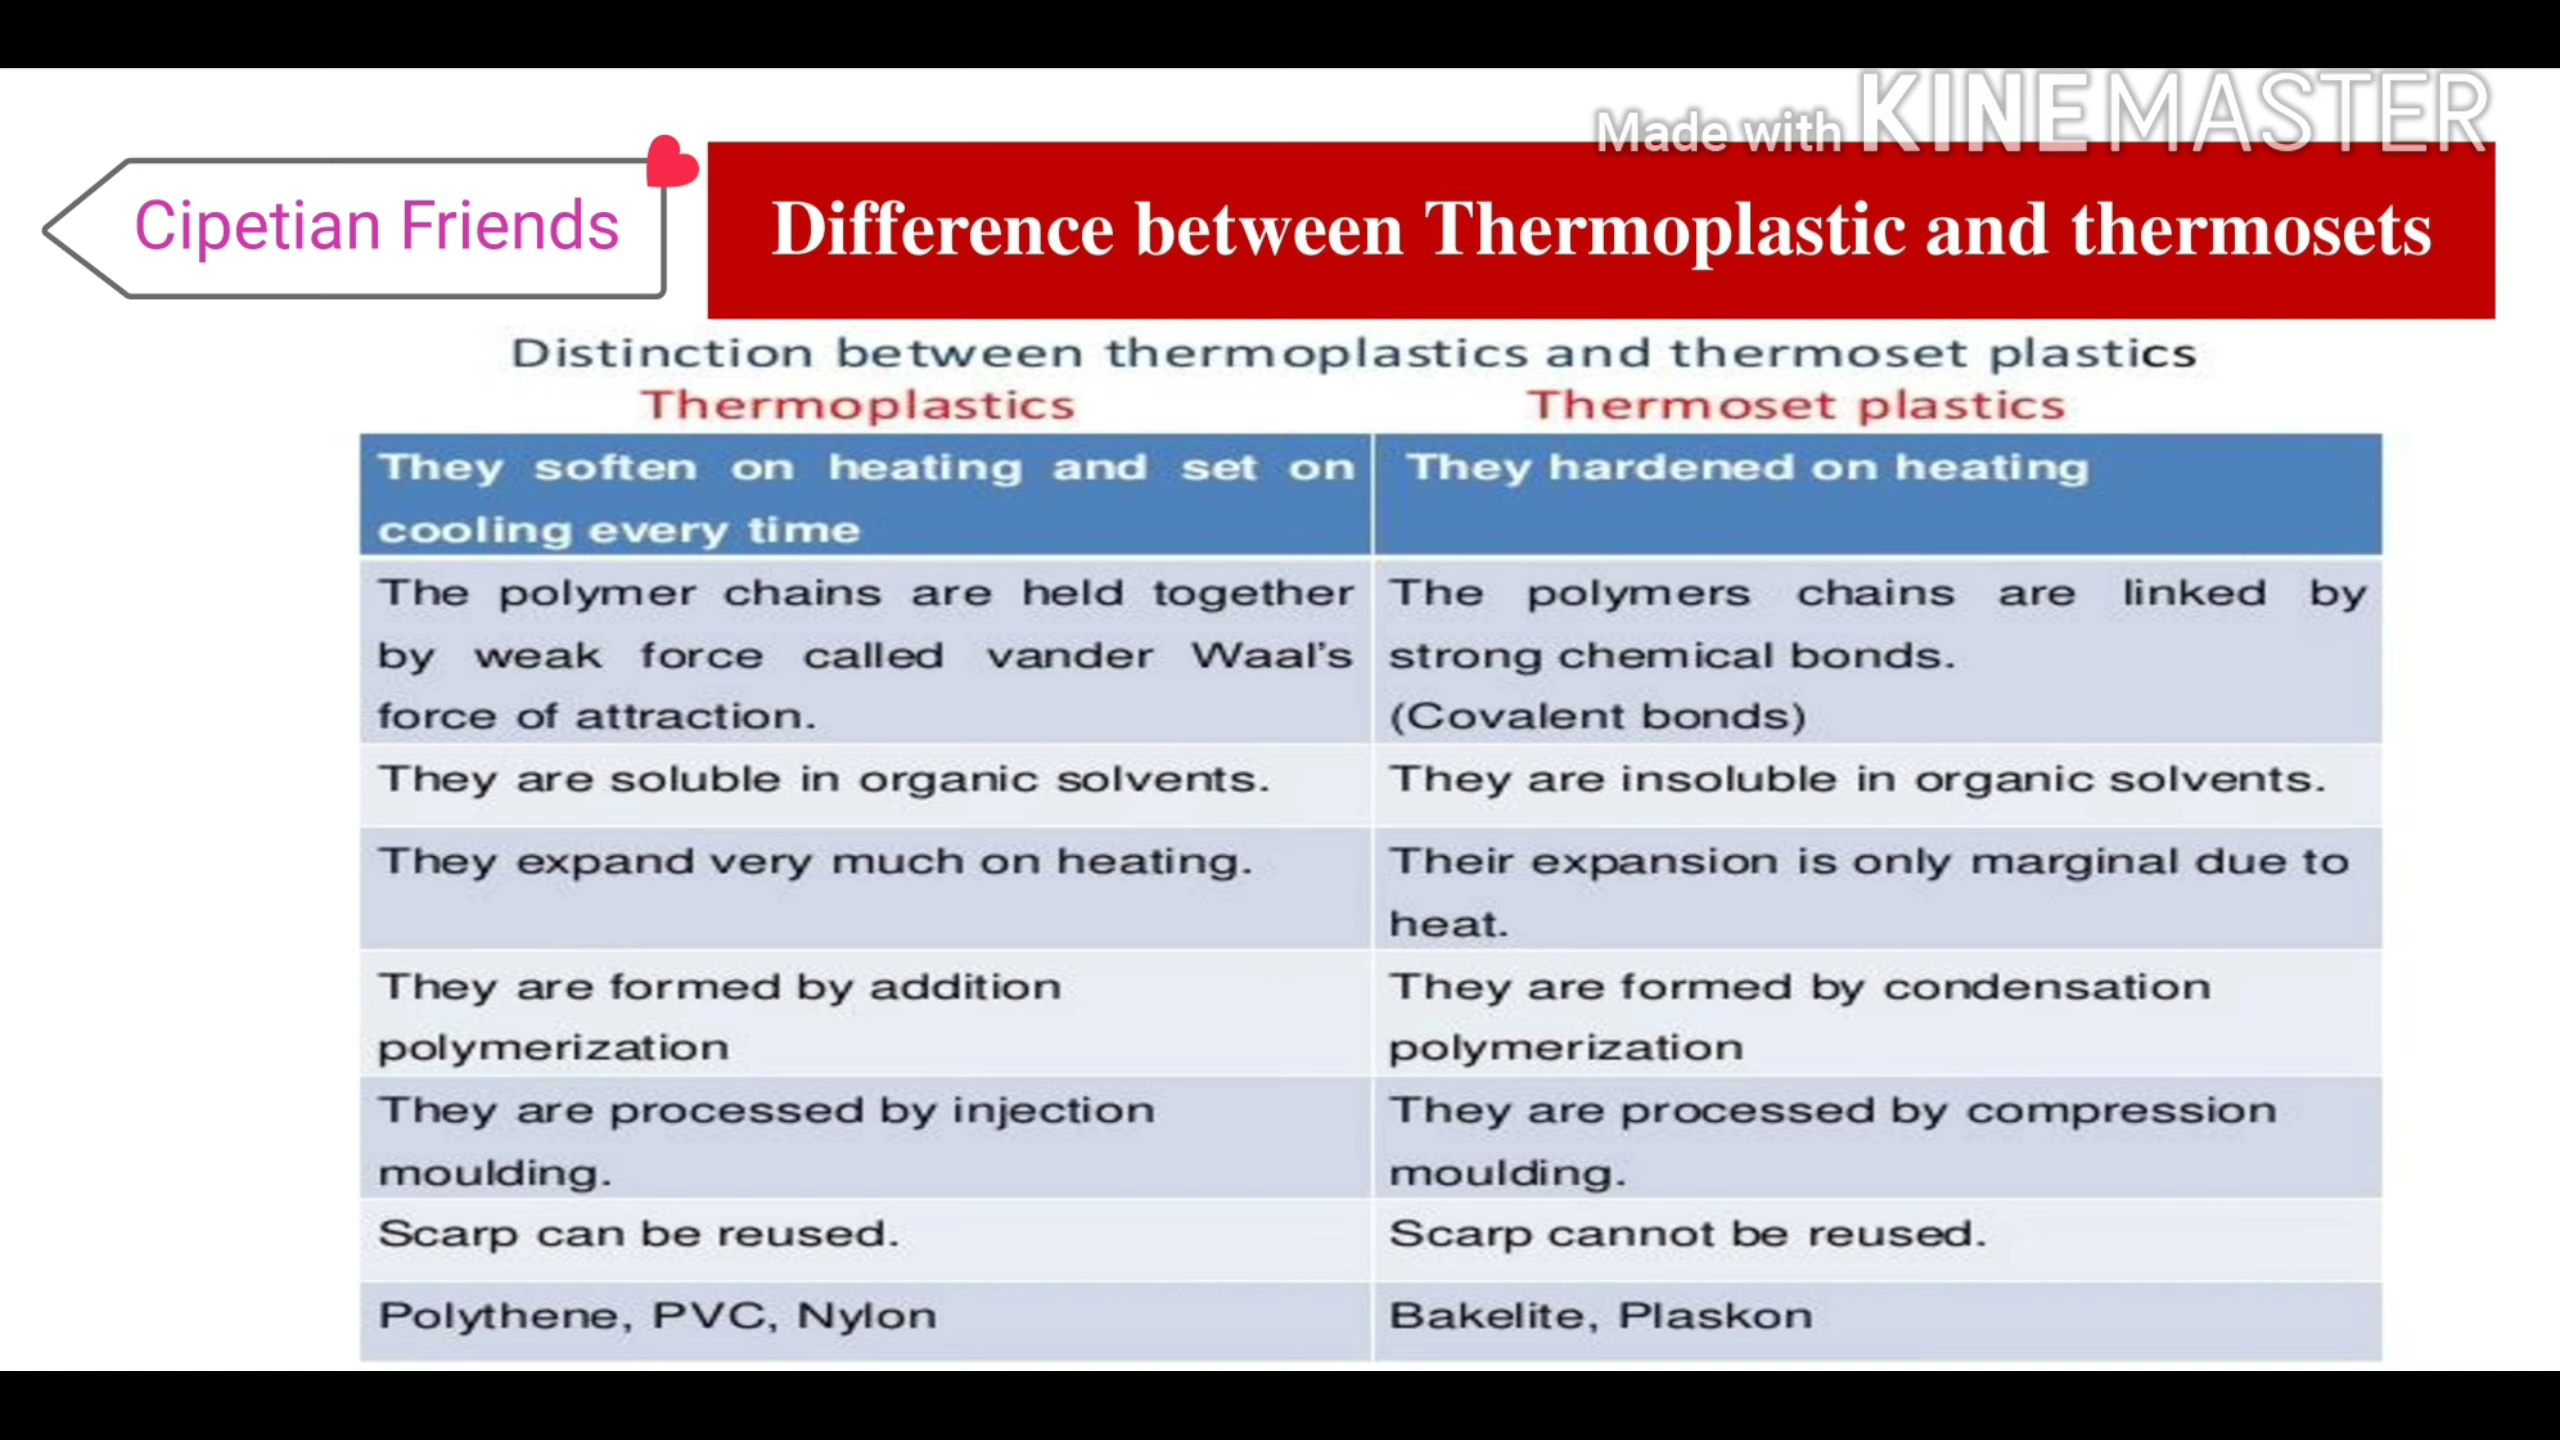 Made with KINEMASTER
Cipetian Friends
Difference between Thermoplastic and thermosets
Distinction between thermoplastics and thermoset plastics
Thermoplastics
Thermoset plastics
They soften on heating and set on
cooling every time
They hardened on heating
The polymer chains are held together
by weak force called vander Waal's
force of attraction.
The polymers chains are linked by
strong chemical bonds.
(Covalent bonds)
They are soluble in organic solvents.
They are insoluble in organic solvents.
They expand very much on heating.
Their expansion is only marginal due to
heat.
They are formed by addition
polymerization
They are formed by condensation
polymerization
They are processed by injection
moulding.
They are processed by compression
moulding.
Scarp can be reused.
Scarp cannot be reused.
Polythene, PVC, Nylon
Bakelite, Plaskon